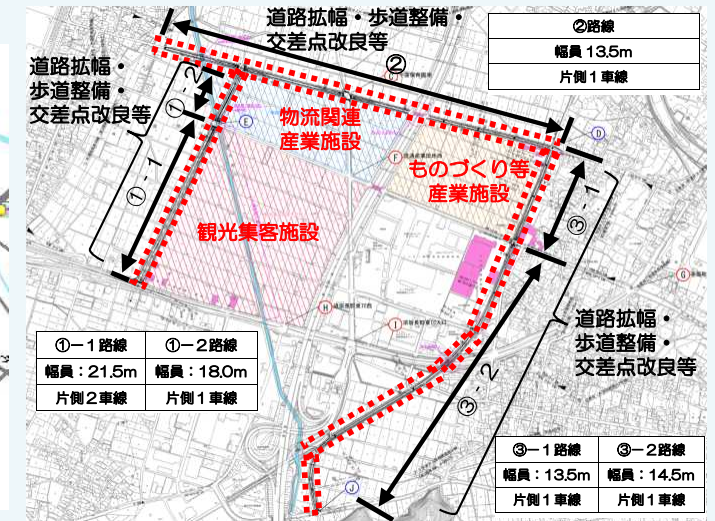 道路拡幅・歩道整備・
交差点改良等
②路線
幅員13.5m
片側1車線
②
道路拡幅・
歩道整備・
交差点改良等
①-2
①-1
E
D
物流関連
産業施設
F
ものづくり等
産業施設
観光集客施設
③-1
G
H
I
①ー1路線 ①ー2路線
幅員：21.5m 幅員：18.0m
片側2車線 片側1車線
道路拡幅・
歩道整備・
交差点改良等
③-2
③ー1路線 ③ー2路線
幅員：13.5m 幅員：14.5m
片側1車線 片側1車線
J